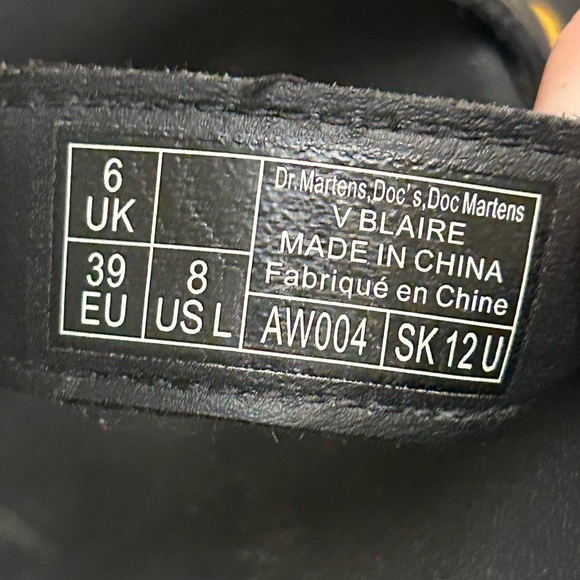 6
UK
39
EU
8
US L
Dr.Martens,Doc's,Doc Martens
V BLAIRE
MADE IN CHINA
Fabriqué en Chine
AW004
SK 12 U